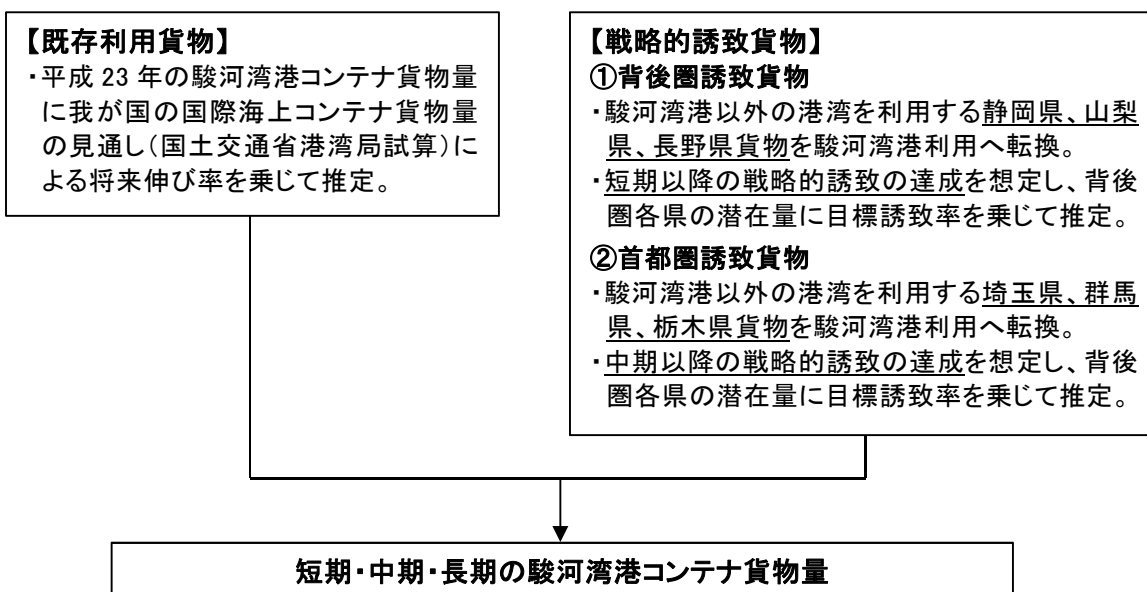 【既存利用貨物】
・平成 23 年の駿河湾港コンテナ貨物量
に我が国の国際海上コンテナ貨物量
の見通し(国土交通省港湾局試算)に
よる将来伸び率を乗じて推定。
【戦略的誘致貨物】
①背後圏誘致貨物
・駿河湾港以外の港湾を利用する静岡県、山梨
県、長野県貨物を駿河湾港利用へ転換。
・短期以降の戦略的誘致の達成を想定し、背後
圏各県の潜在量に目標誘致率を乗じて推定。
②首都圏誘致貨物
・駿河湾港以外の港湾を利用する埼玉県、群馬
県、栃木県貨物を駿河湾港利用へ転換。
・中期以降の戦略的誘致の達成を想定し、背後
圏各県の潜在量に目標誘致率を乗じて推定。
短期・中期・長期の駿河湾港コンテナ貨物量